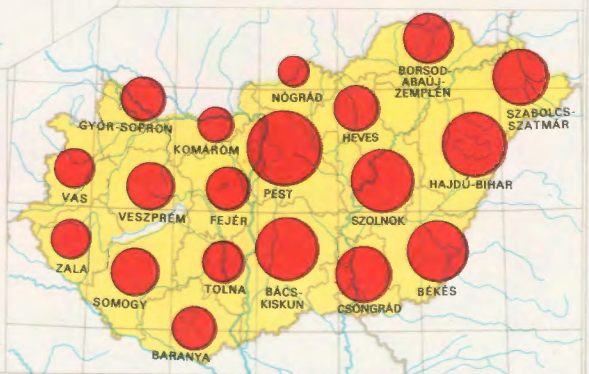 BORSOD-
ABAÚJ-
ZEMPLÉN
NÓGRÁD
SZABOLCS-
SZATMÁR
GYŐR-SOPRON
KOMÁROM
HEVES
HAJDÚ-BIHAR
VAS
VESZPRÉM
FEJÉR
PEST
SZOLNOK
ZALA
SOMOGY
TOLNA
BÁCS-
KISKUN
CSONGRÁD
BÉKÉS
BARANYA